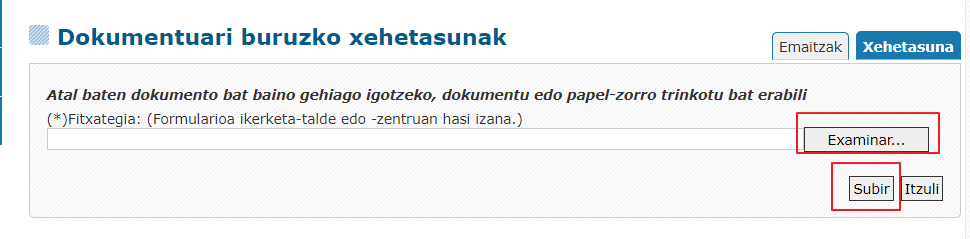 Dokumentuari buruzko xehetasunak
Emaitzak Xehetasuna
Atal baten dokumento bat baino gehiago igotzeko, dokumentu edo papel-zorro trinkotu bat erabili
(*)Fitxategia: (Formularioa ikerketa-talde edo -zentruan hasi izana.)
Examinar...
Subir Itzuli